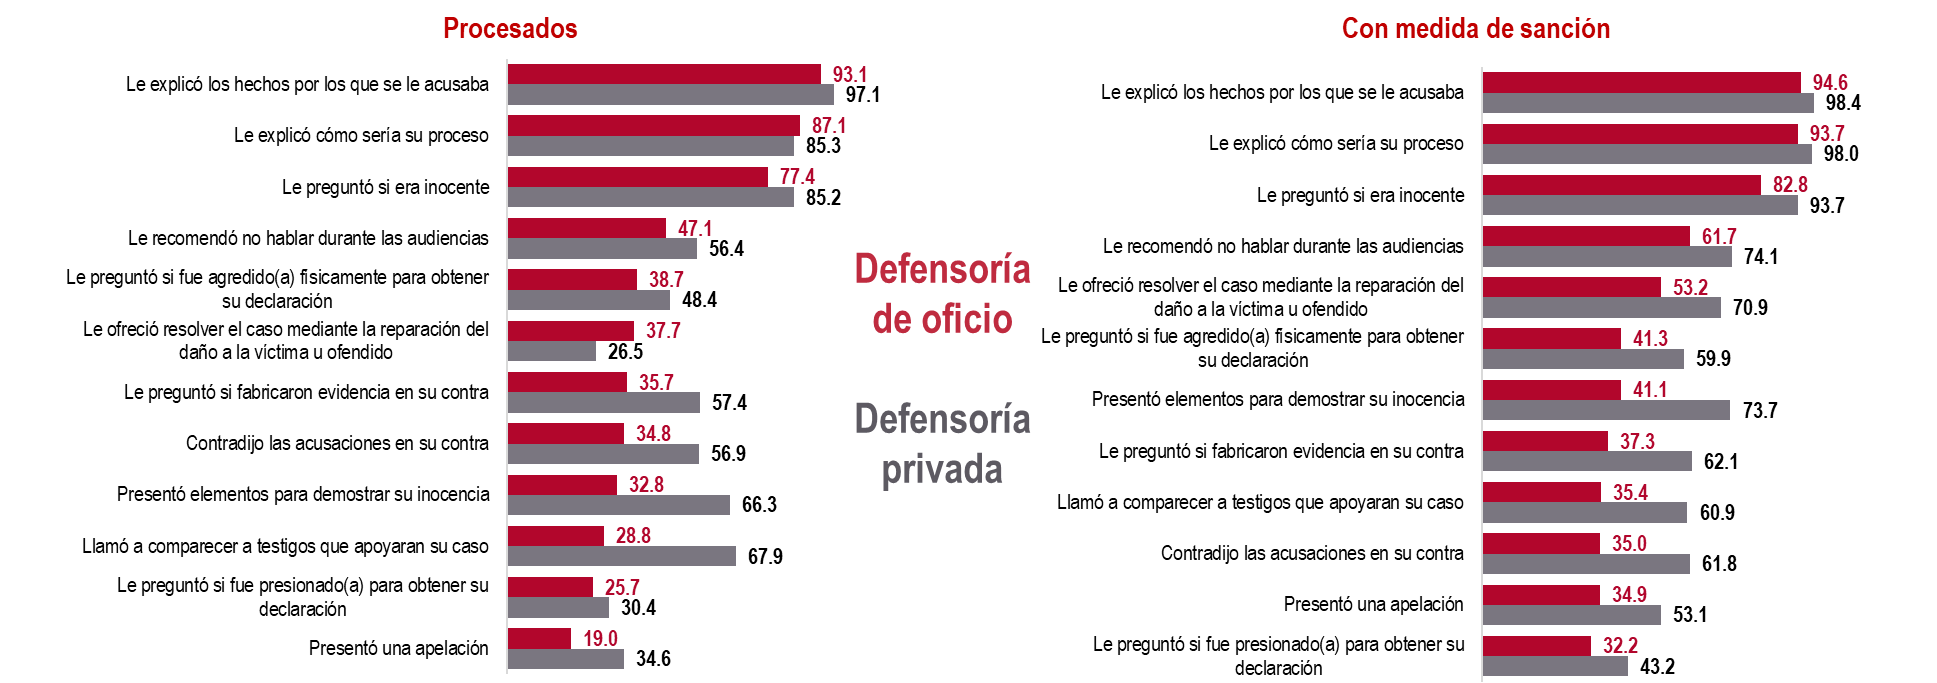 Procesados
Le explicó los hechos por los que se le acusaba
93.1
97.1
Le explicó cómo sería su proceso
87.1
85.3
Le preguntó si era inocente
77.4
85.2
Le recomendó no hablar durante las audiencias
47.1
56.4
Le preguntó si fue agredido(a) fisicamente para obtener
su declaración
38.7
48.4
Le ofreció resolver el caso mediante la reparación del
daño a la víctima u ofendido
37.7
26.5
Le preguntó si fabricaron evidencia en su contra
35.7
57.4
Contradijo las acusaciones en su contra
34.8
56.9
Presentó elementos para demostrar su inocencia
32.8
66.3
Llamó a comparecer a testigos que apoyaran su caso
28.8
67.9
Le preguntó si fue presionado(a) para obtener su
declaración
25.7
30.4
Presentó una apelación
19.0
34.6
Defensoría
de oficio
Defensoría
privada
Con medida de sanción
Le explicó los hechos por los que se le acusaba
94.6
98.4
Le explicó cómo sería su proceso
93.7
98.0
Le preguntó si era inocente
82.8
93.7
Le recomendó no hablar durante las audiencias
61.7
74.1
Le ofreció resolver el caso mediante la reparación del
daño a la víctima u ofendido
53.2
70.9
Le preguntó si fue agredido(a) fisicamente para obtener
su declaración
41.3
59.9
Presentó elementos para demostrar su inocencia
41.1
73.7
Le preguntó si fabricaron evidencia en su contra
37.3
62.1
Llamó a comparecer a testigos que apoyaran su caso
35.4
60.9
Contradijo las acusaciones en su contra
35.0
61.8
Presentó una apelación
34.9
53.1
Le preguntó si fue presionado(a) para obtener su
declaración
32.2
43.2